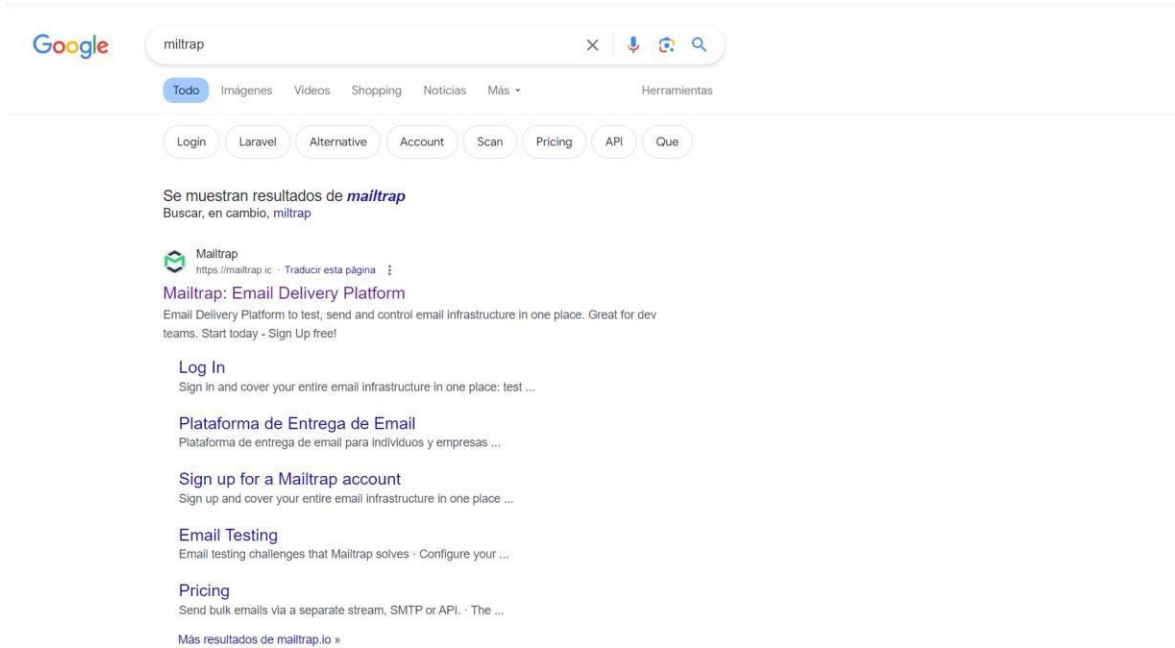 Google
miltrap
Todo Imágenes Videos Shopping Noticias Más Herramientas
Login Laravel Alternative Account Scan Pricing API Que
Se muestran resultados de mailtrap
Buscar, en cambio, miltrap
Mailtrap
https://mailtrap.io · Traducir esta página
Mailtrap: Email Delivery Platform
Email Delivery Platform to test, send and control email infrastructure in one place. Great for dev
teams. Start today - Sign Up free!
Log In
Sign in and cover your entire email infrastructure in one place: test ...
Plataforma de Entrega de Email
Plataforma de entrega de email para individuos y empresas ...
Sign up for a Mailtrap account
Sign up and cover your entire email infrastructure in one place ...
Email Testing
Email testing challenges that Mailtrap solves · Configure your ...
Pricing
Send bulk emails via a separate stream, SMTP or API. · The ...
Más resultados de mailtrap.io »